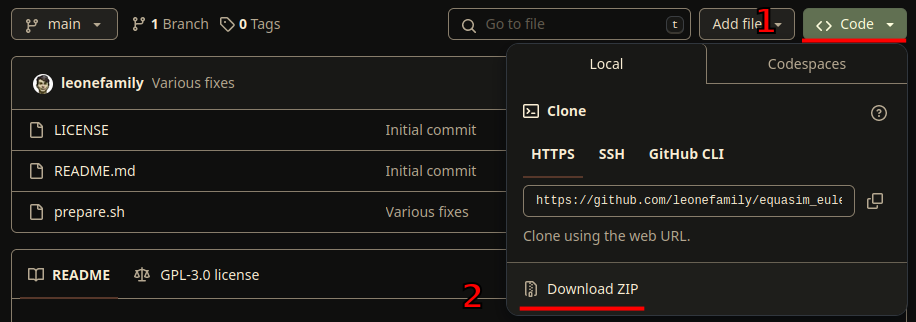 main 1 Branch 0 Tags Go to file t Add file 1 Code
Local Codespaces
leonefamily Various fixes
Clone
LICENSE Initial commit
HTTPS SSH GitHub CLI
README.md Initial commit
https://github.com/leonefamily/equasim_eule
prepare.sh Various fixes
Clone using the web URL.
README GPL-3.0 license
2 Download ZIP